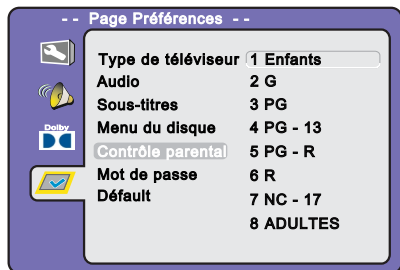 - - Page Préférences - -
Type de téléviseur 1 Enfants
Audio 2 G
Sous-titres 3 PG
Dolby
Menu du disque 4 PG - 13
Contrôle parental 5 PG - R
Mot de passe 6 R
Défault 7 NC - 17
8 ADULTES